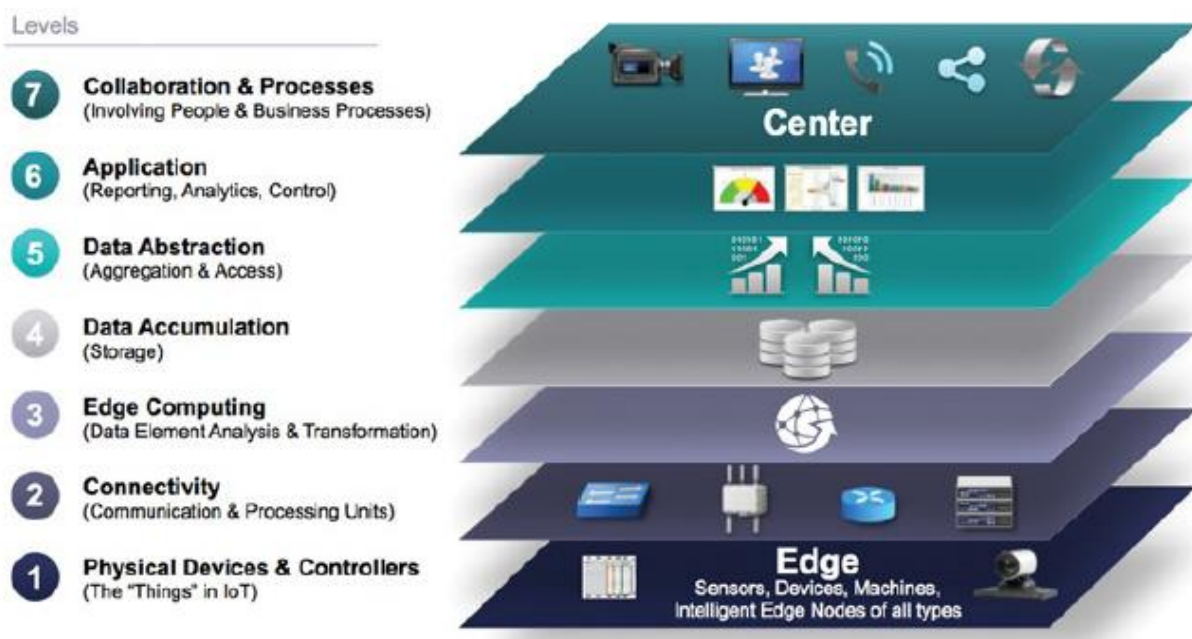 Levels
7
Collaboration & Processes
(Involving People & Business Processes)
6
Application
(Reporting, Analytics, Control)
5
Data Abstraction
(Aggregation & Access)
4
Data Accumulation
(Storage)
3
Edge Computing
(Data Element Analysis & Transformation)
2
Connectivity
(Communication & Processing Units)
1
Physical Devices & Controllers
(The "Things" in IoT)
Center
Edge
Sensors, Devices, Machines,
Intelligent Edge Nodes of all types